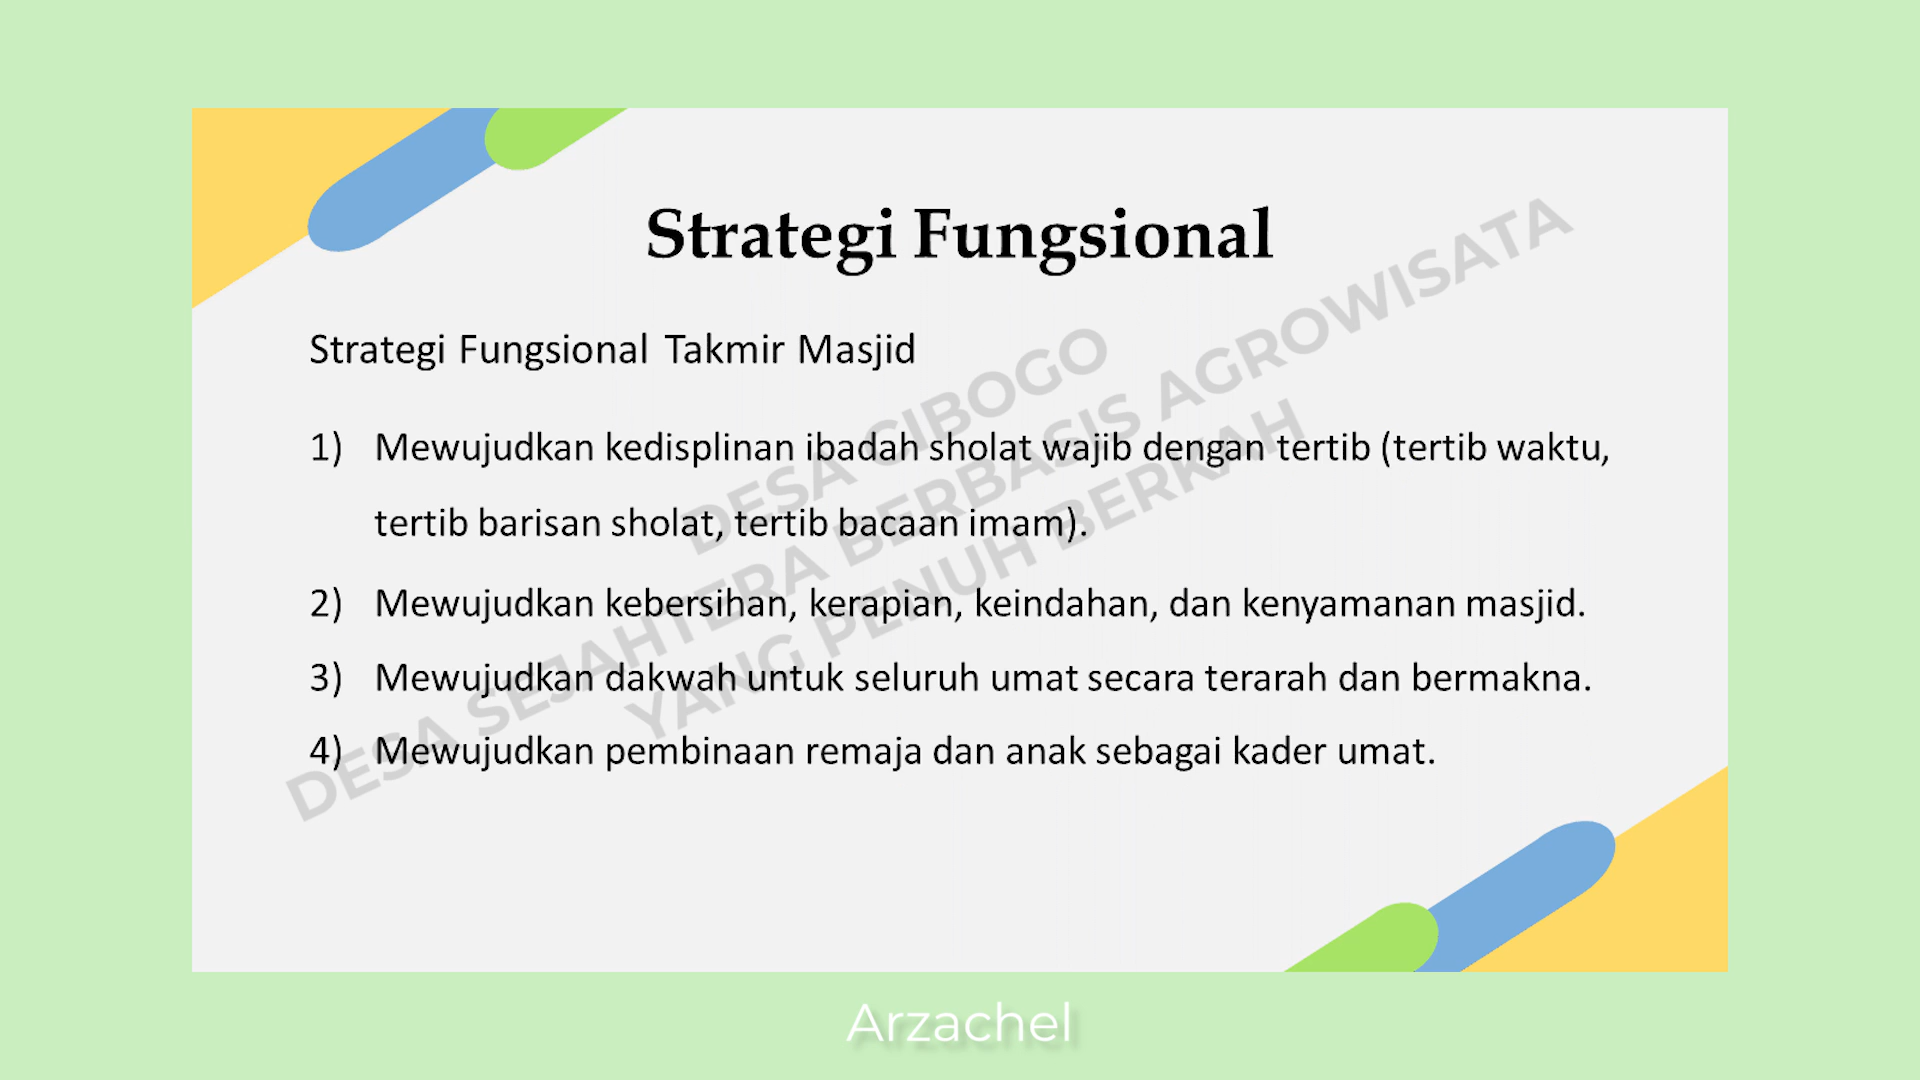 Strategi Fungsional
Strategi Fungsional Takmir Masjid
1) Mewujudkan kedisplinan ibadah sholat wajib dengan tertib (tertib waktu,
tertib barisan sholat, tertib bacaan imam).
2) Mewujudkan kebersihan, kerapian, keindahan, dan kenyamanan masjid.
3) Mewujudkan dakwah untuk seluruh umat secara terarah dan bermakna.
4) Mewujudkan pembinaan remaja dan anak sebagai kader umat.
DESA CIBOGO
DESA SEJAHTERA BERBASIS AGROWISATA
YANG PENUH BERKAH
Arzachel